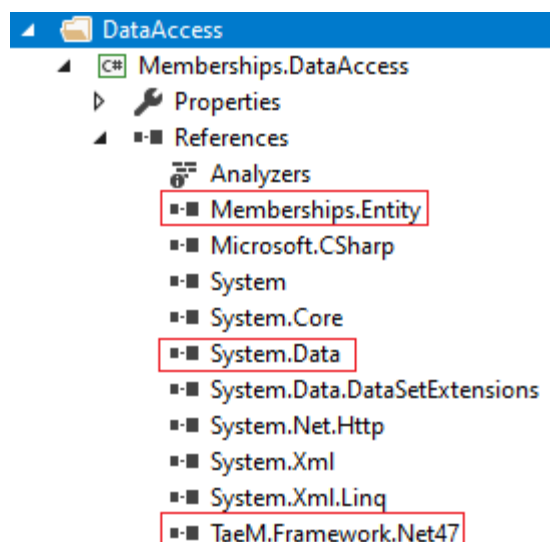 DataAccess
C# Memberships.DataAccess
Properties
References
Analyzers
Memberships.Entity
Microsoft.CSharp
System
System.Core
System.Data
System.Data.DataSetExtensions
System.Net.Http
System.Xml
System.Xml.Linq
TaeM.Framework.Net47